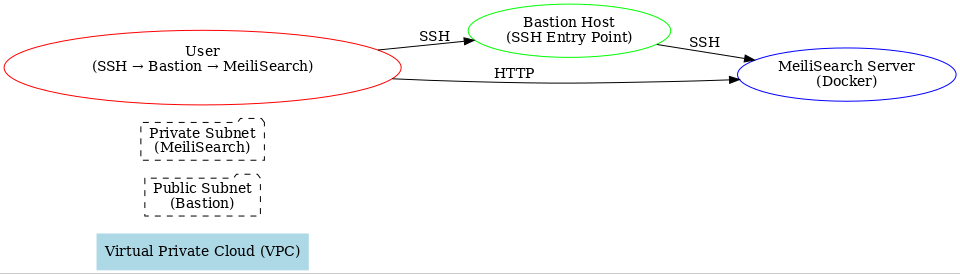 User
(SSH → Bastion → MeiliSearch)
SSH
Bastion Host
(SSH Entry Point)
SSH
HTTP
MeiliSearch Server
(Docker)
Private Subnet
(MeiliSearch)
Public Subnet
(Bastion)
Virtual Private Cloud (VPC)